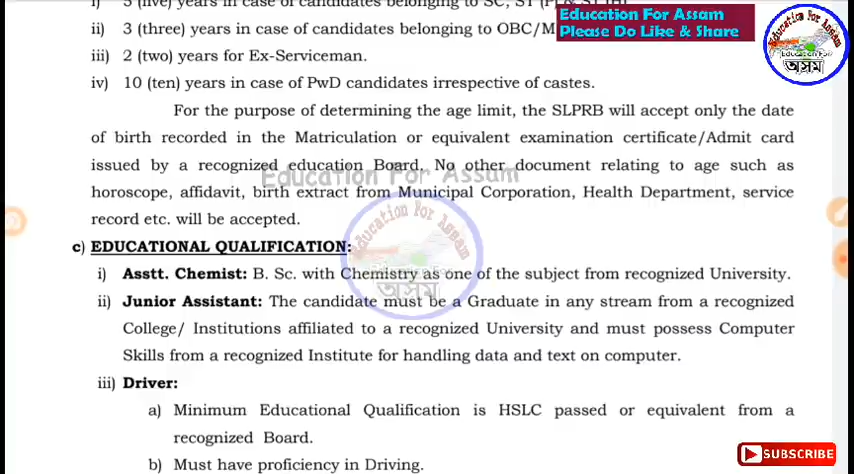 i) 5 (five) years in case of candidates belonging to SC, ST (P) & ST (H).
Education For Assam
Please Do Like & Share
Education For Assam
অসম
ii) 3 (three) years in case of candidates belonging to OBC/M
iii) 2 (two) years for Ex-Serviceman.
iv) 10 (ten) years in case of PwD candidates irrespective of castes.
For the purpose of determining the age limit, the SLPRB will accept only the date
of birth recorded in the Matriculation or equivalent examination certificate/Admit card
issued by a recognized education Board. No other document relating to age such as
Education For Assam
horoscope, affidavit, birth extract from Municipal Corporation, Health Department, service
record etc. will be accepted.
Education For Assam
অসম
c) EDUCATIONAL QUALIFICATION:
i) Asstt. Chemist: B. Sc. with Chemistry as one of the subject from recognized University.
ii) Junior Assistant: The candidate must be a Graduate in any stream from a recognized
College/ Institutions affiliated to a recognized University and must possess Computer
Skills from a recognized Institute for handling data and text on computer.
iii) Driver:
a) Minimum Educational Qualification is HSLC passed or equivalent from a
recognized Board.
b) Must have proficiency in Driving.
SUBSCRIBE